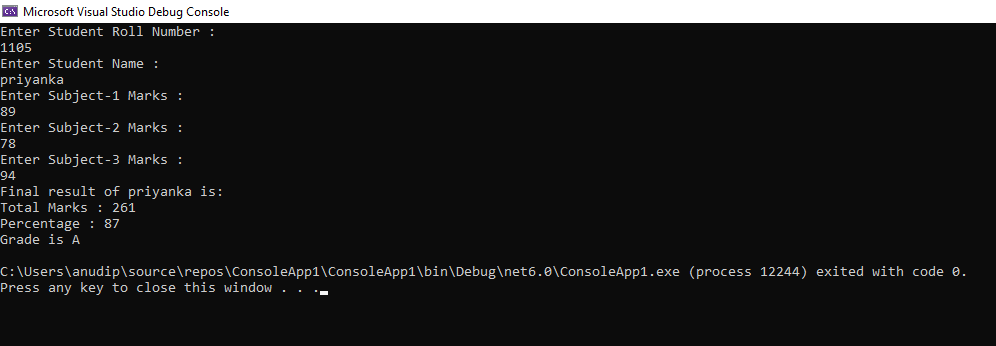 Microsoft Visual Studio Debug Console
Enter Student Roll Number :
1105
Enter Student Name :
priyanka
Enter Subject-1 Marks :
89
Enter Subject-2 Marks :
78
Enter Subject-3 Marks :
94
Final result of priyanka is:
Total Marks : 261
Percentage : 87
Grade is A
C:\Users\anudip\source\repos\ConsoleApp1\ConsoleApp1\bin\Debug\net6.0\ConsoleApp1.exe (process 12244) exited with code 0.
Press any key to close this window . . .